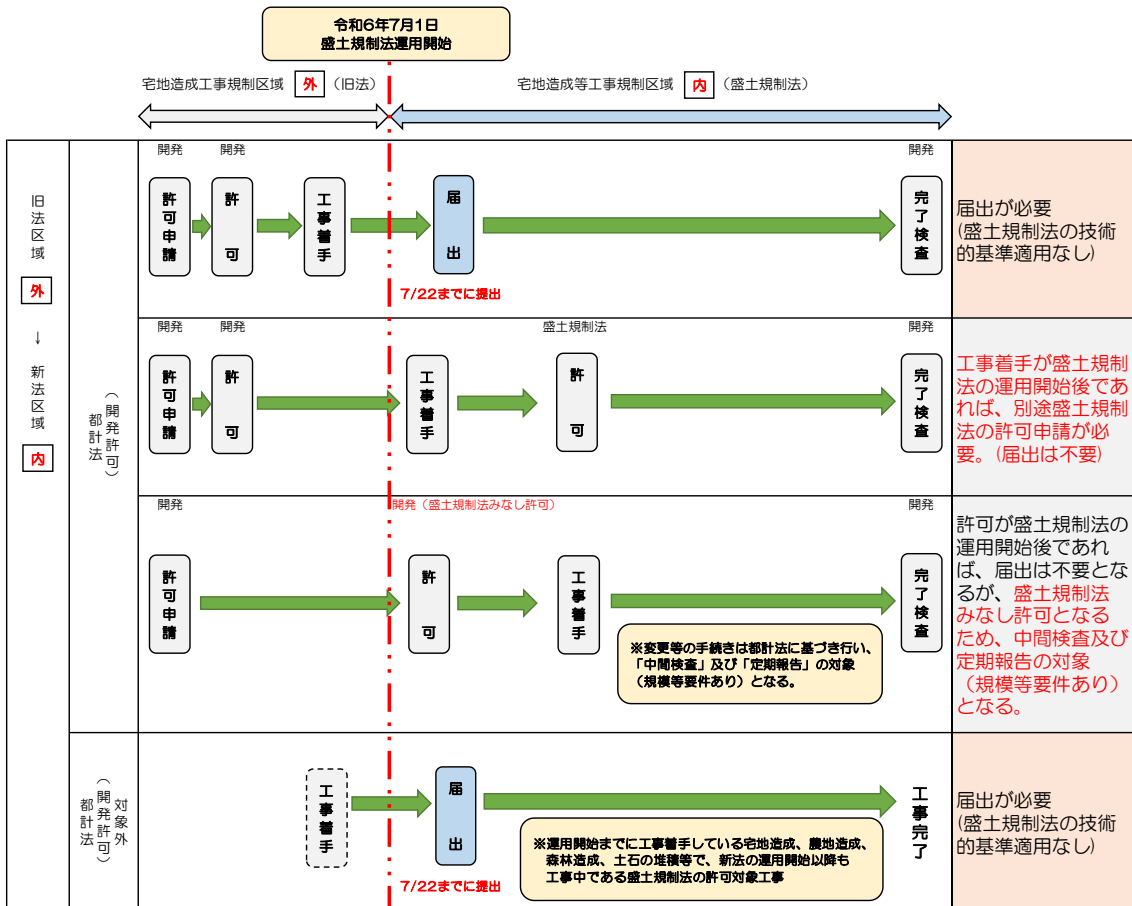 令和6年7月1日
盛土規制法運用開始
宅地造成工事規制区域 外 （旧法）
宅地造成等工事規制区域 内 （盛土規制法）
旧法区域
外
↓
新法区域
内
都計法
（開発許可）
開発
開発
開発
許可申請
許可
工事着手
届出
完了検査
7/22までに提出
届出が必要
(盛土規制法の技術
的基準適用なし)
開発
開発
盛土規制法
開発
許可申請
許可
工事着手
許可
完了検査
工事着手が盛土規制
法の運用開始後であ
れば、別途盛土規制
法の許可申請が必
要。(届出は不要)
開発
開発（盛土規制法みなし許可）
開発
許可申請
許可
工事着手
完了検査
※変更等の手続きは都計法に基づき行い、
「中間検査」及び「定期報告」の対象
（規模等要件あり）となる。
許可が盛土規制法の
運用開始後であれ
ば、届出は不要とな
るが、盛土規制法
みなし許可となる
ため、中間検査及び
定期報告の対象
（規模等要件あり）
となる。
都計法
（開発許可）
対象外
工事着手
届出
工事完了
7/22までに提出
※運用開始までに工事着手している宅地造成、農地造成、
森林造成、土石の堆積等で、新法の運用開始以降も
工事中である盛土規制法の許可対象工事
届出が必要
(盛土規制法の技術
的基準適用なし)